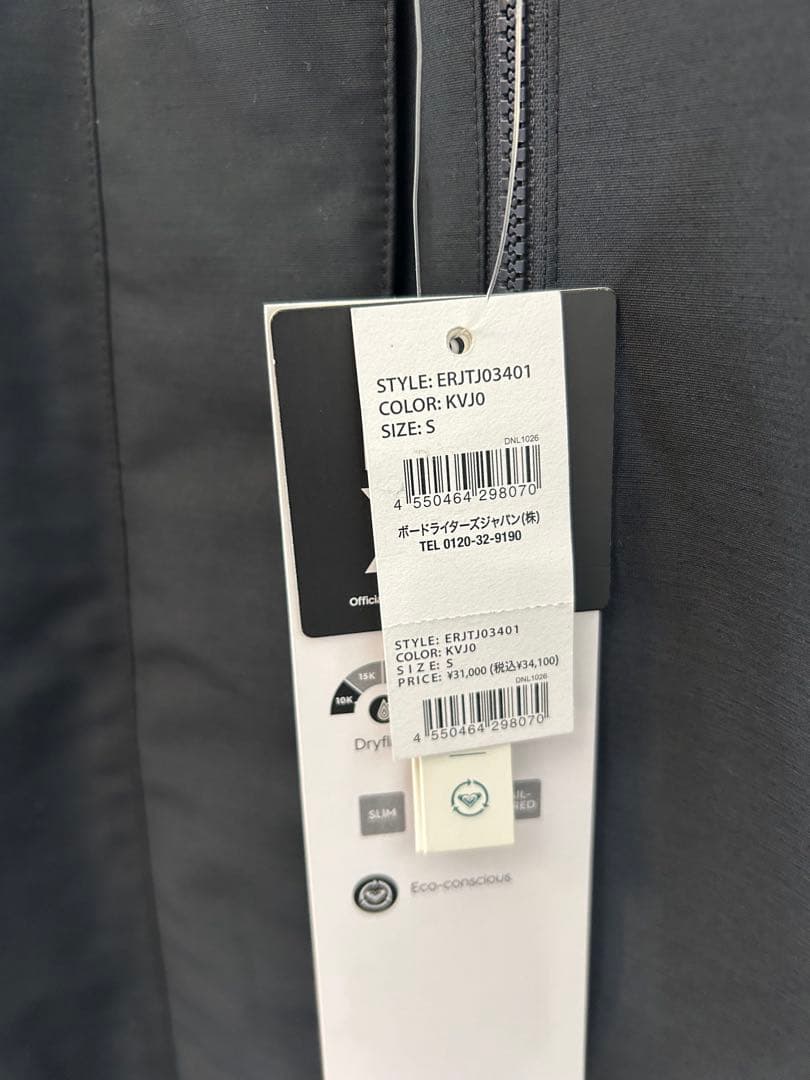 STYLE: ERJTJ03401
COLOR: KVJ0
SIZE: S
DNL1026
4 550464 298070
ボードライダーズジャパン(株)
TEL 0120-32-9190
STYLE: ERJTJ03401
COLOR: KVJ0
SIZE: S
PRICE: ¥31,000 (税込¥34,100)
DNL1026
4 550464 298070
15K
10K
SLIM
Eco-conscious